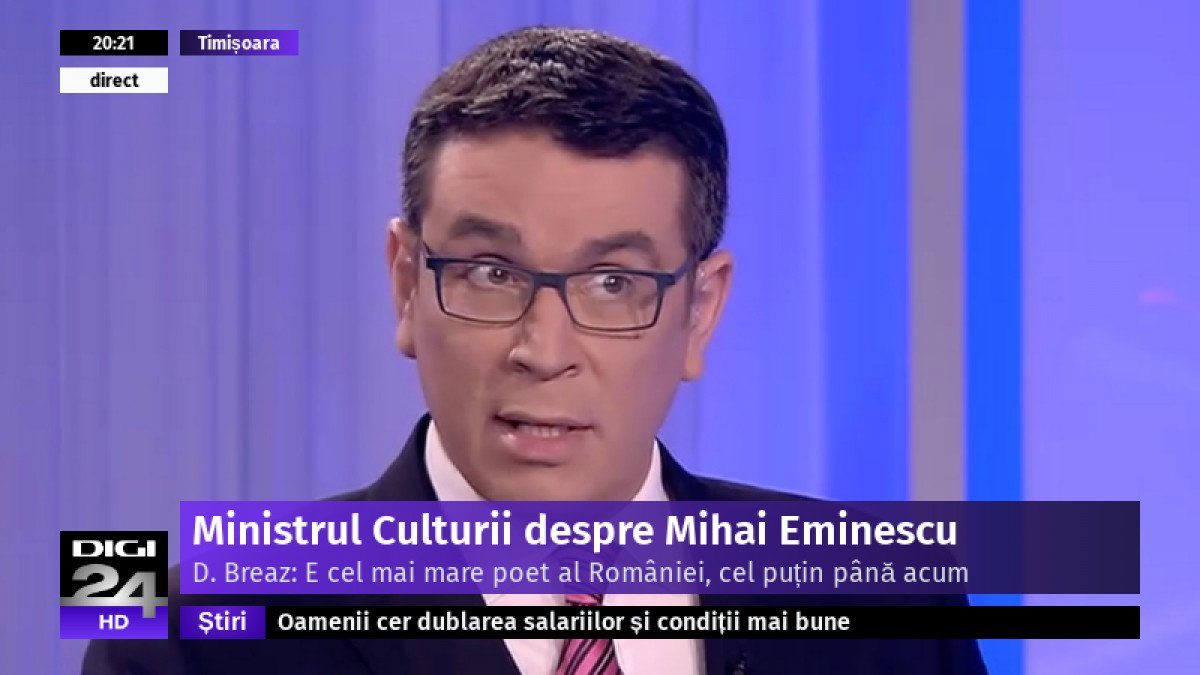 20:21
Timișoara
direct
Ministrul Culturii despre Mihai Eminescu
D. Breaz: E cel mai mare poet al României, cel puțin până acum
DIGI
24
HD
Știri
Oamenii cer dublarea salariilor și condiții mai bune